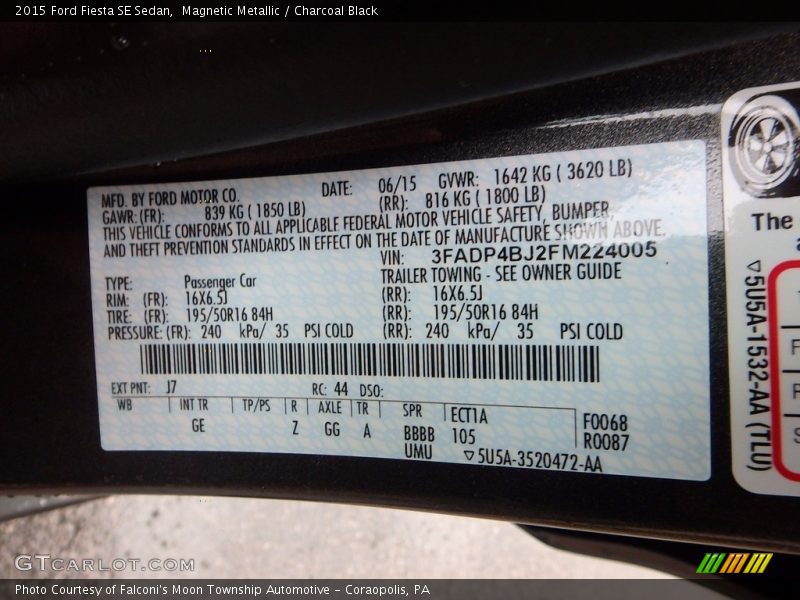 2015 Ford Fiesta SE Sedan,  Magnetic Metallic / Charcoal Black
MFD. BY FORD MOTOR CO. DATE: 06/15 GVWR: 1642 KG ( 3620 LB)
GAWR: (FR): 839 KG ( 1850 LB) (RR): 816 KG ( 1800 LB)
THIS VEHICLE CONFORMS TO ALL APPLICABLE FEDERAL MOTOR VEHICLE SAFETY, BUMPER,
AND THEFT PREVENTION STANDARDS IN EFFECT ON THE DATE OF MANUFACTURE SHOWN ABOVE.
VIN: 3FADP4BJ2FM224005
TYPE: Passenger Car TRAILER TOWING - SEE OWNER GUIDE
RIM: (FR): 16X6.5J (RR): 16X6.5J
TIRE: (FR): 195/50R16 84H (RR): 195/50R16 84H
PRESSURE: (FR): 240 kPa/ 35 PSI COLD (RR): 240 kPa/ 35 PSI COLD
EXT PNT: J7 RC: 44 DSO:
WB INT TR TP/PS R AXLE TR SPR ECT1A F0068
GE Z GG A BBBB 105 R0087
UMU ▽5U5A-3520472-AA
The
▽5U5A-1532-AA (TLU)
GTCARLOT.COM
Photo Courtesy of Falconi's Moon Township Automotive – Coraopolis, PA